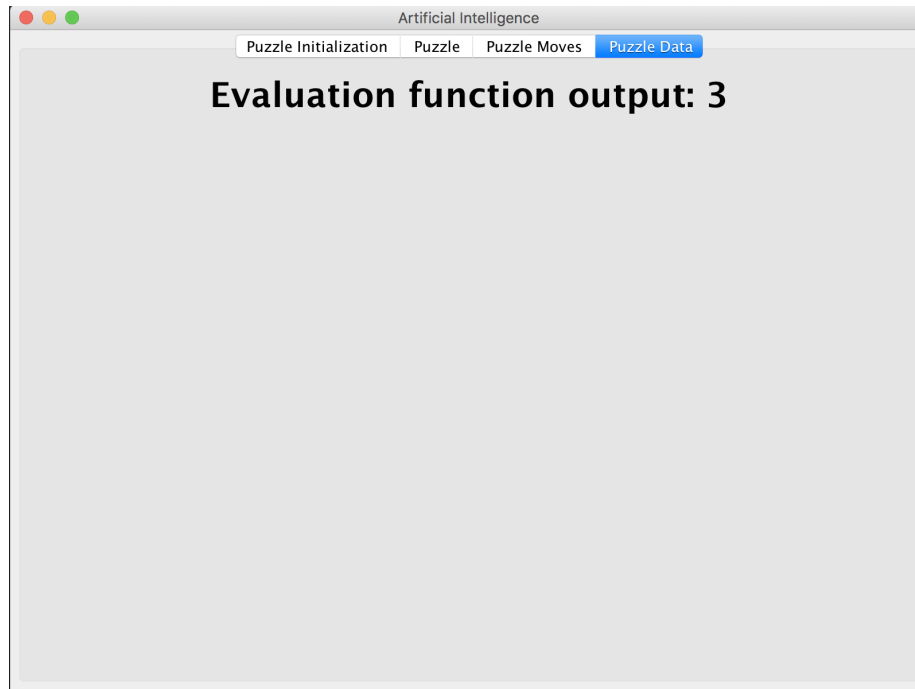 Artificial Intelligence
Puzzle Initialization Puzzle Puzzle Moves Puzzle Data
Evaluation function output: 3